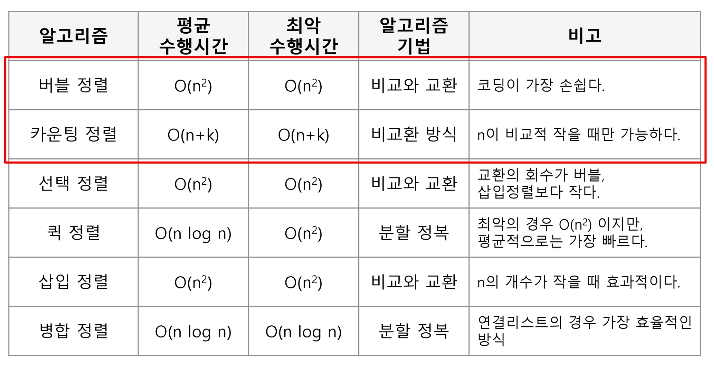 알고리즘 평균 수행시간 최악 수행시간 알고리즘 기법 비고
버블 정렬 O(n²) O(n²) 비교와 교환 코딩이 가장 손쉽다.
카운팅 정렬 O(n+k) O(n+k) 비교환 방식 n이 비교적 작을 때만 가능하다.
선택 정렬 O(n²) O(n²) 비교와 교환 교환의 회수가 버블,
삽입정렬보다 작다.
퀵 정렬 O(n log n) O(n²) 분할 정복 최악의 경우 O(n²) 이지만,
평균적으로는 가장 빠르다.
삽입 정렬 O(n²) O(n²) 비교와 교환 n의 개수가 작을 때 효과적이다.
병합 정렬 O(n log n) O(n log n) 분할 정복 연결리스트의 경우 가장 효율적인
방식